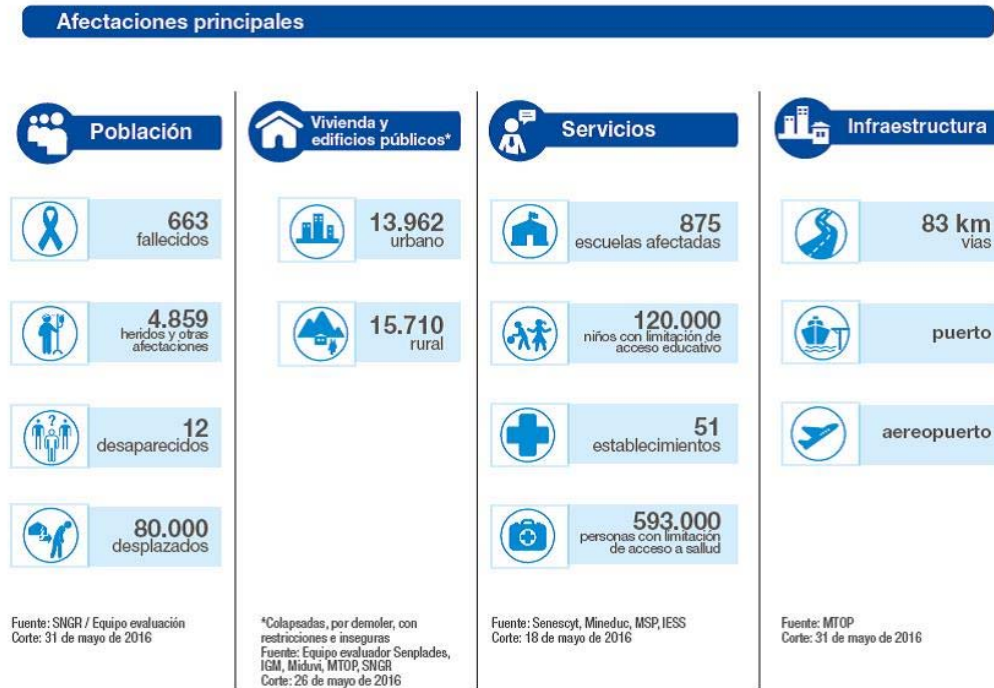 Afectaciones principales
Población
663
fallecidos
4.859
heridos y otras
afectaciones
12
desaparecidos
80.000
desplazados
Fuente: SNGR / Equipo evaluación
Corte: 31 de mayo de 2016
Vivienda y
edificios públicos*
13.962
urbano
15.710
rural
*Colapsadas, por demoler, con
restricciones e inseguras
Fuente: Equipo evaluador Senplades,
IGM, Miduvi, MTOP, SNGR
Corte: 26 de mayo de 2016
Servicios
875
escuelas afectadas
120.000
niños con limitación de
acceso educativo
51
establecimientos
593.000
personas con limitación
de acceso a sallud
Fuente: Senescyt, Mineduc, MSP, IESS
Corte: 18 de mayo de 2016
Infraestructura
83 km
vias
puerto
aereopuerto
Fuente: MTOP
Corte: 31 de mayo de 2016